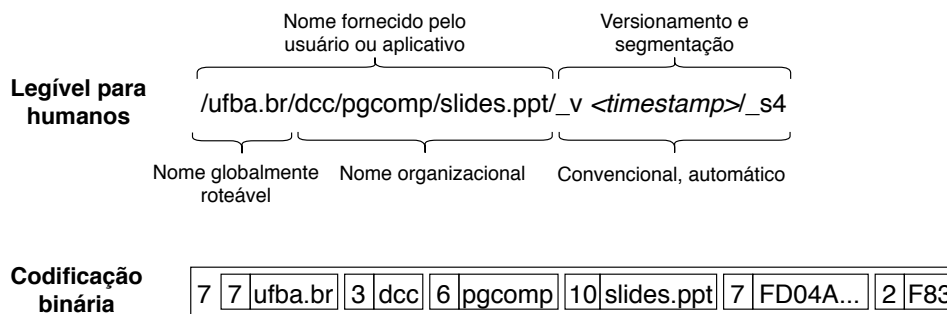 Nome fornecido pelo
usuário ou aplicativo
Versionamento e
segmentação
Legível para
humanos
/ufba.br/dcc/pgcomp/slides.ppt/_v <timestamp>/_s4
Nome globalmente
roteável
Nome organizacional
Convencional, automático
Codificação
binária
7 7 ufba.br 3 dcc 6 pgcomp 10 slides.ppt 7 FD04A... 2 F83